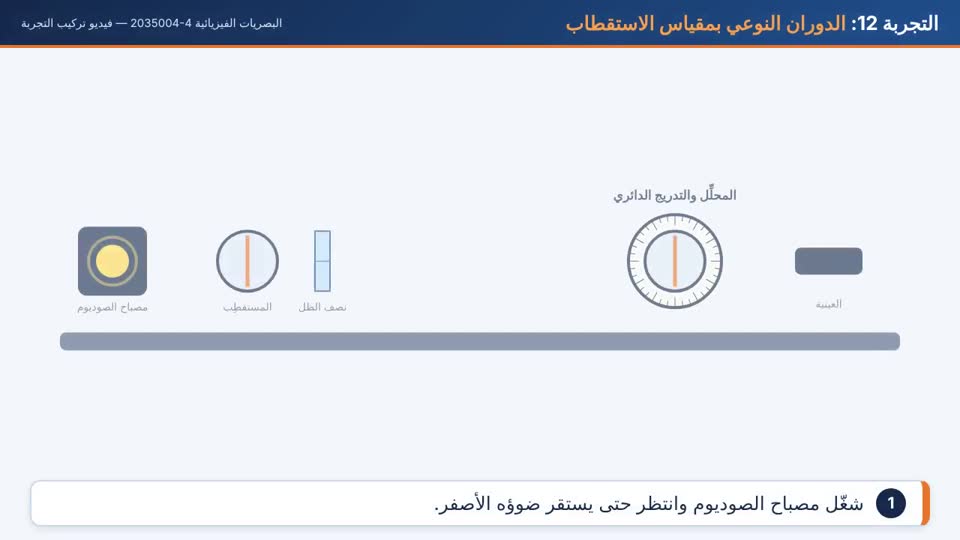 التجربة 12: الدوران النوعي بمقياس الاستقطاب
البصريات الفيزيائية 4-2035004 — فيديو تركيب التجربة
المحلِّل والتدريج الدائري
مصباح الصوديوم
المستقطِب
نصف الظل
العينية
1 شغّل مصباح الصوديوم وانتظر حتى يستقر ضوؤه الأصفر.